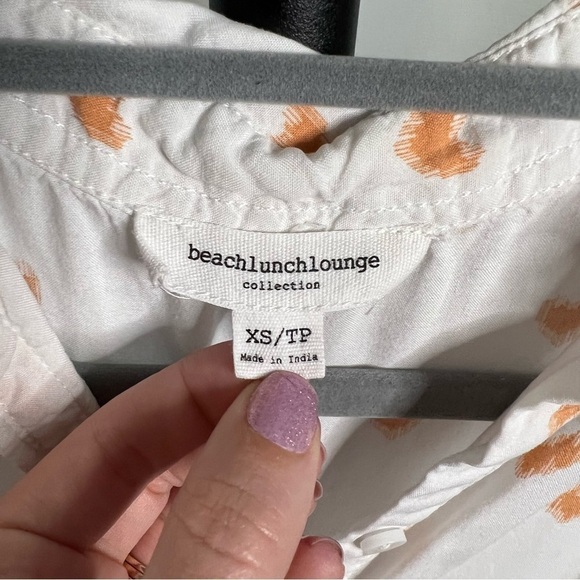 beachlunchlounge
collection
XS/TP
Made in India